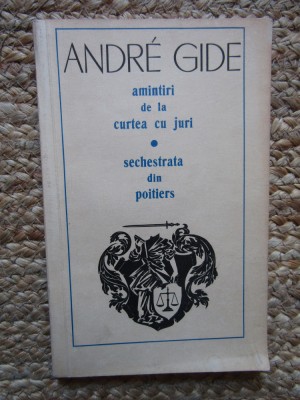 ANDRÉ GIDE
amintiri
de la
curtea cu juri
•
sechestrata
din
poitiers